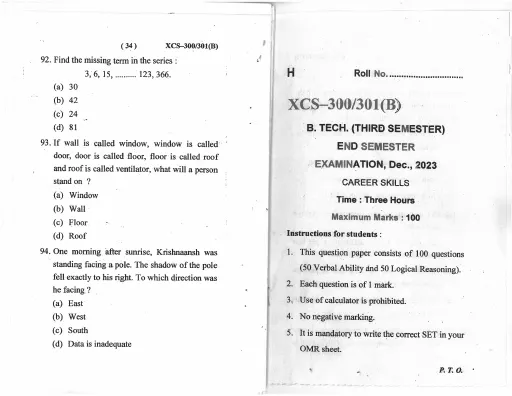 ( 34 ) XCS–300/301(B)
92. Find the missing term in the series :
3, 6, 15, .......... 123, 366.
(a) 30
(b) 42
(c) 24
(d) 81
93. If wall is called window, window is called
door, door is called floor, floor is called roof
and roof is called ventilator, what will a person
stand on ?
(a) Window
(b) Wall
(c) Floor
(d) Roof
94. One morning after sunrise, Krishnaansh was
standing facing a pole. The shadow of the pole
fell exactly to his right. To which direction was
he facing ?
(a) East
(b) West
(c) South
(d) Data is inadequate
H Roll No................................
XCS–300/301(B)
B. TECH. (THIRD SEMESTER)
END SEMESTER
EXAMINATION, Dec., 2023
CAREER SKILLS
Time : Three Hours
Maximum Marks : 100
Instructions for students :
1. This question paper consists of 100 questions
(50 Verbal Ability and 50 Logical Reasoning).
2. Each question is of 1 mark.
3. Use of calculator is prohibited.
4. No negative marking.
5. It is mandatory to write the correct SET in your
OMR sheet.
P. T. O.